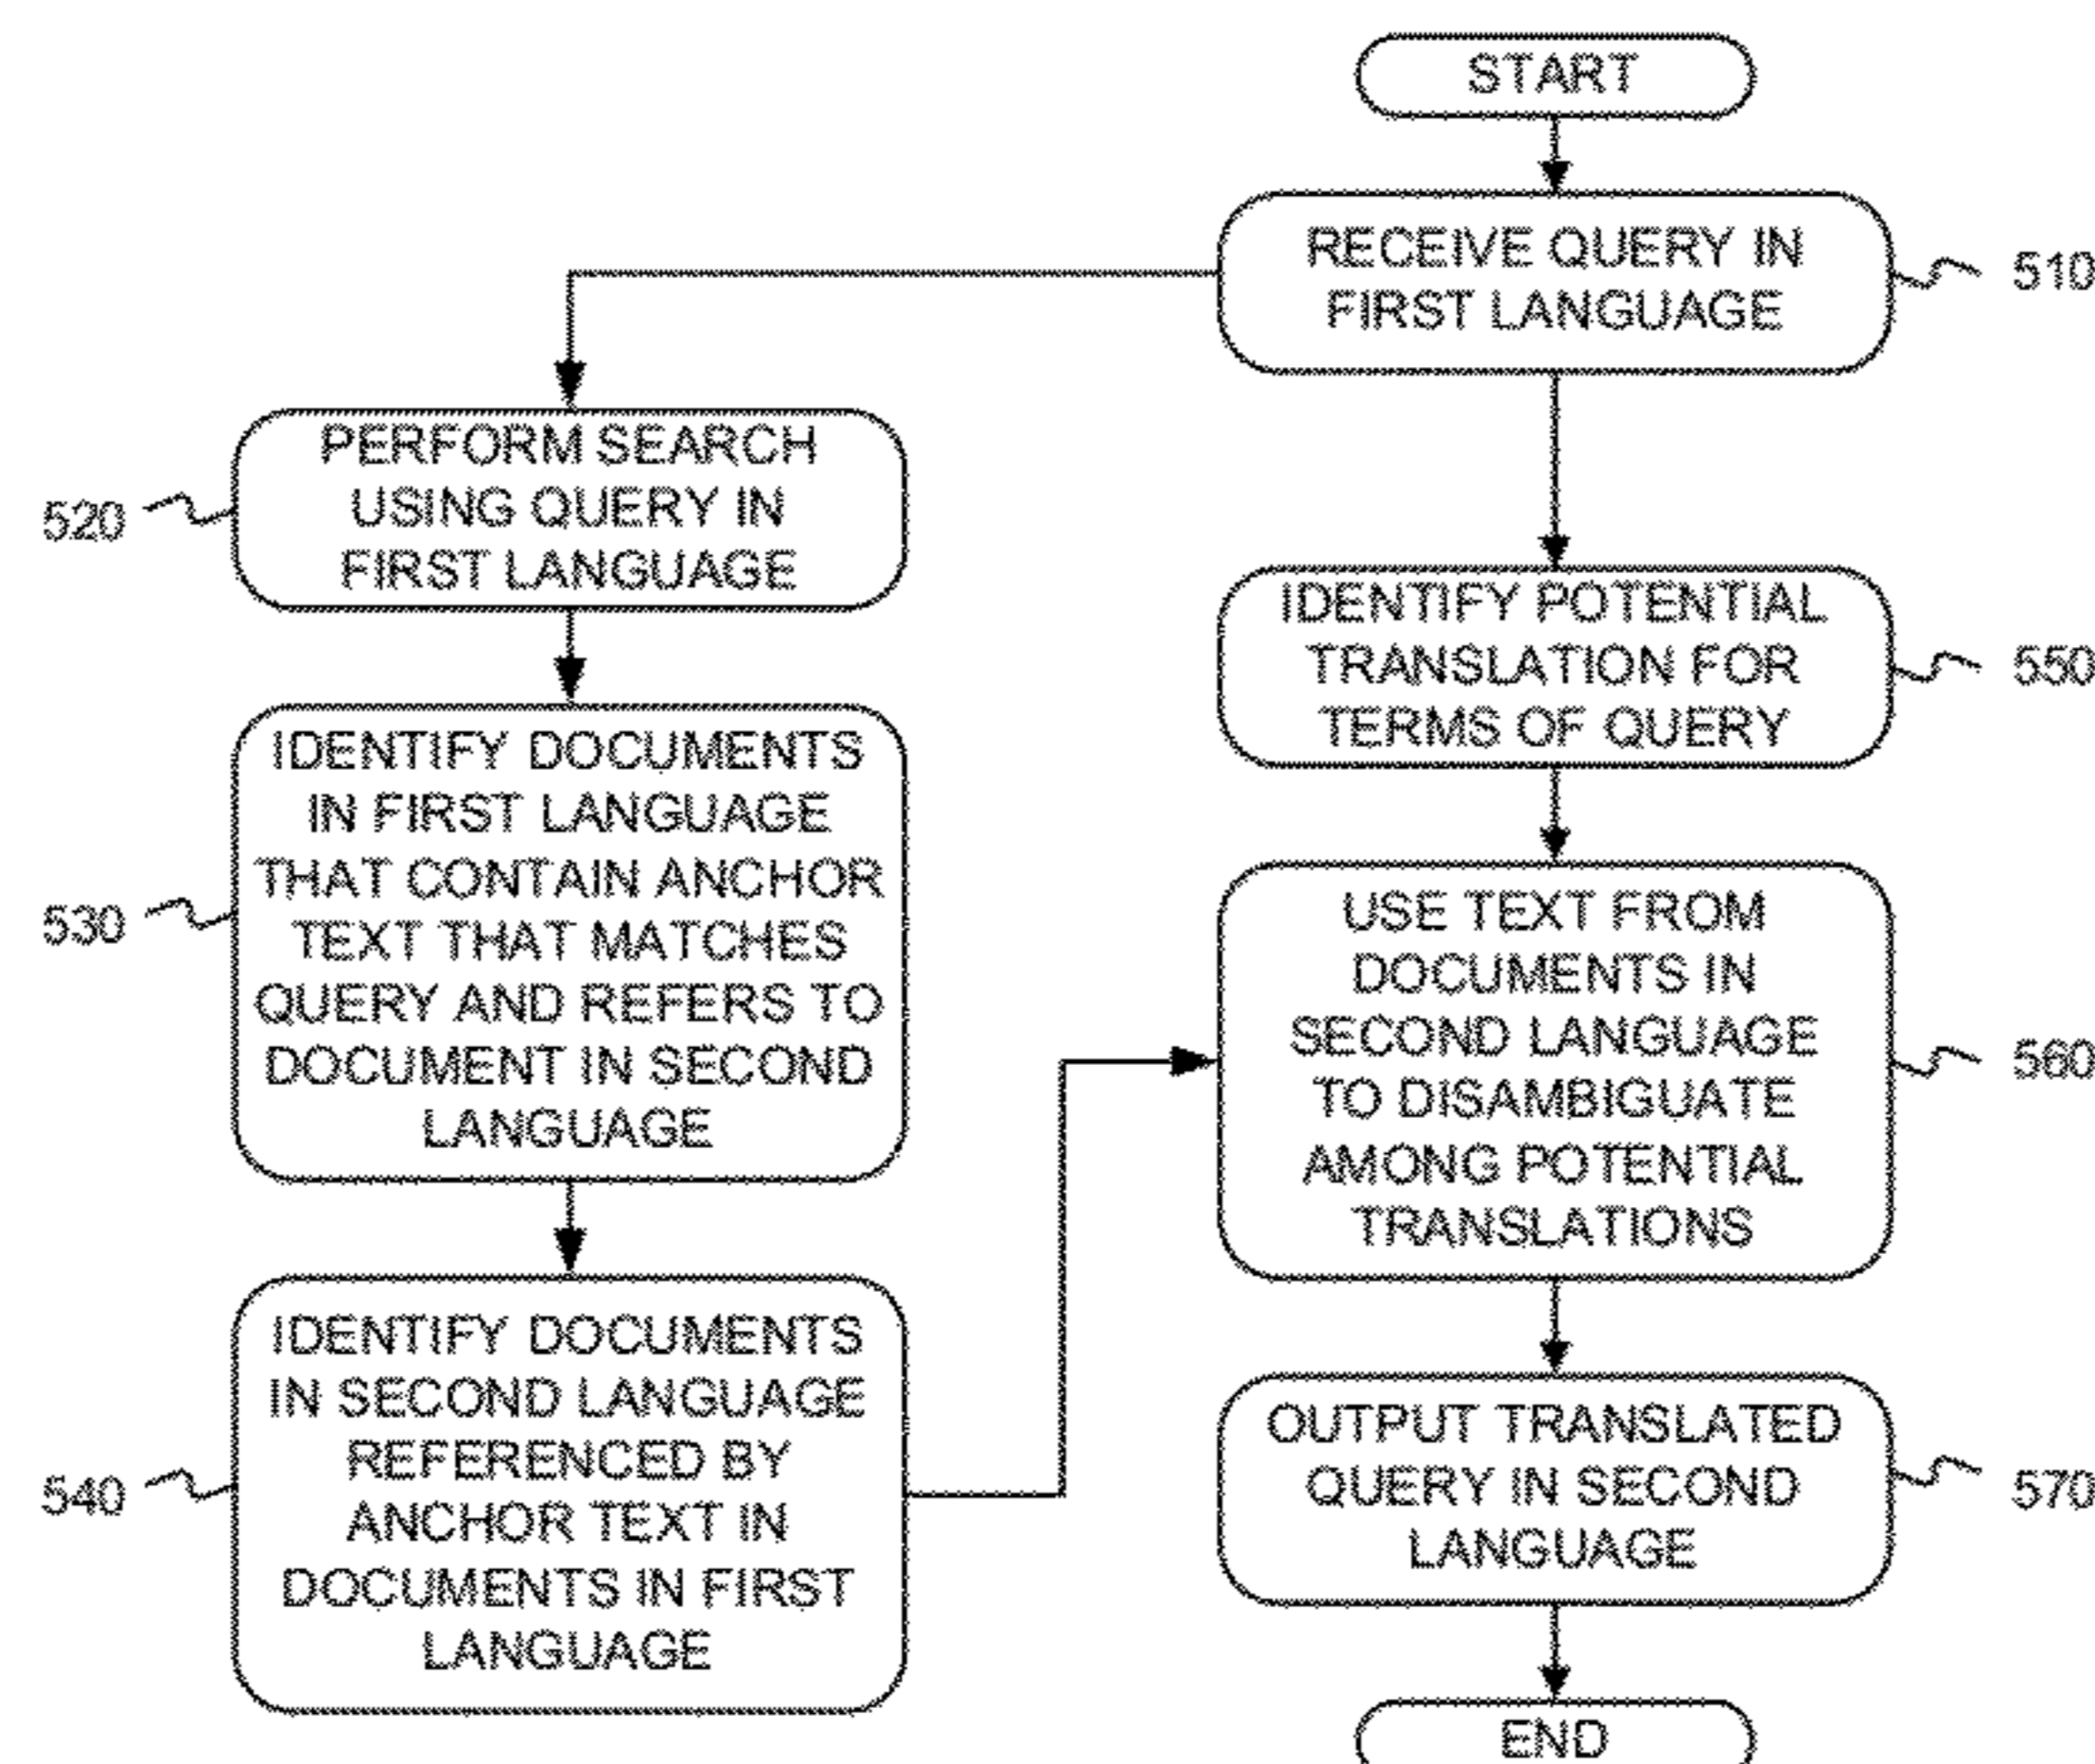 START
RECEIVE QUERY IN
FIRST LANGUAGE
510
PERFORM SEARCH
USING QUERY IN
FIRST LANGUAGE
520
IDENTIFY DOCUMENTS
IN FIRST LANGUAGE
THAT CONTAIN ANCHOR
TEXT THAT MATCHES
QUERY AND REFERS TO
DOCUMENT IN SECOND
LANGUAGE
530
IDENTIFY DOCUMENTS
IN SECOND LANGUAGE
REFERENCED BY
ANCHOR TEXT IN
DOCUMENTS IN FIRST
LANGUAGE
540
IDENTIFY POTENTIAL
TRANSLATION FOR
TERMS OF QUERY
550
USE TEXT FROM
DOCUMENTS IN
SECOND LANGUAGE
TO DISAMBIGUATE
AMONG POTENTIAL
TRANSLATIONS
560
OUTPUT TRANSLATED
QUERY IN SECOND
LANGUAGE
570
END